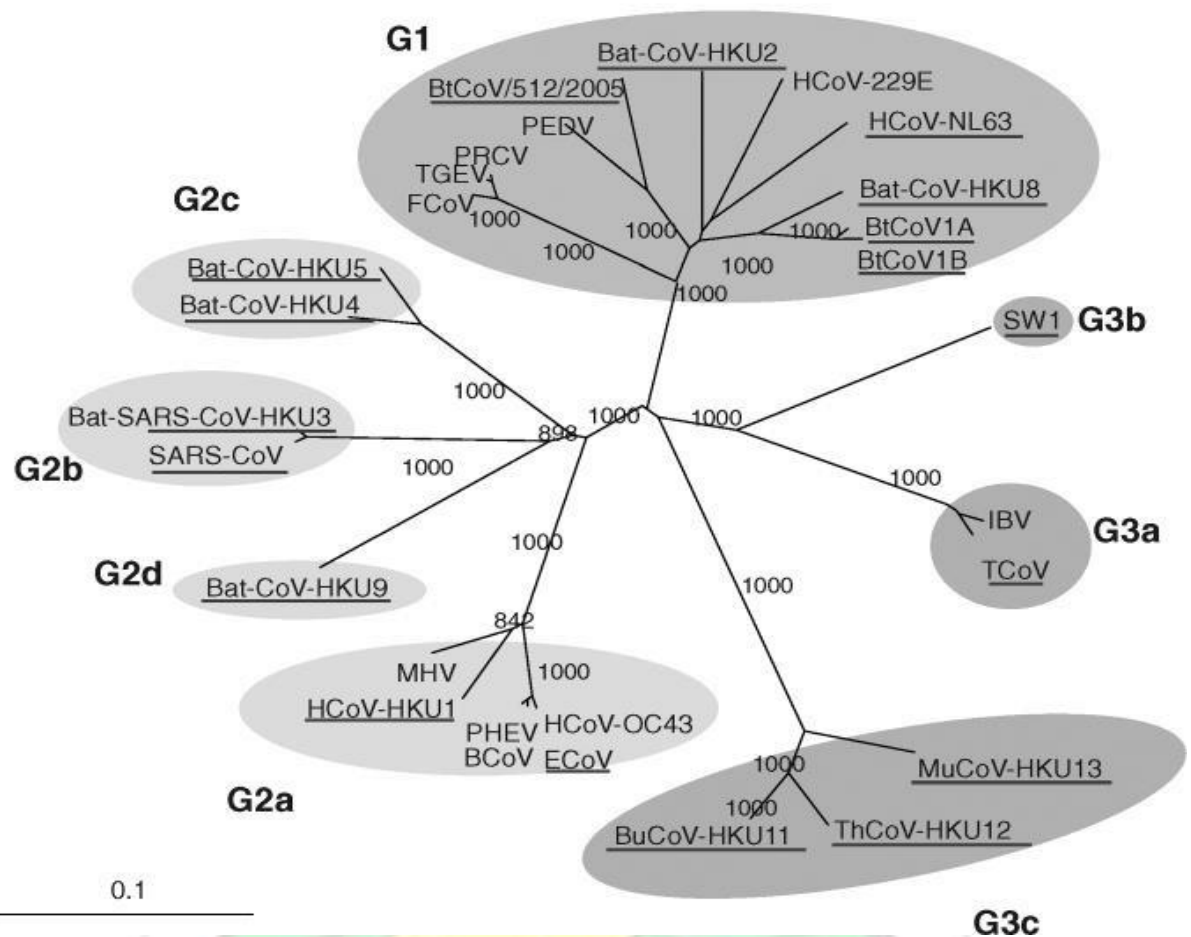 G1
Bat-CoV-HKU2
HCoV-229E
BtCoV/512/2005
HCoV-NL63
PEDV
PRCV
TGEV
FCoV
1000
1000
1000
Bat-CoV-HKU8
1000
BtCoV1A
BtCoV1B
1000
1000
G2c
Bat-CoV-HKU5
Bat-CoV-HKU4
1000
SW1
G3b
Bat-SARS-CoV-HKU3
SARS-CoV
G2b
1000
898
1000
1000
1000
IBV
TCoV
G3a
G2d
Bat-CoV-HKU9
1000
1000
842
MHV
1000
HCoV-HKU1
PHEV
HCoV-OC43
BCoV
ECoV
G2a
1000
MuCoV-HKU13
1000
BuCoV-HKU11
ThCoV-HKU12
G3c
0.1